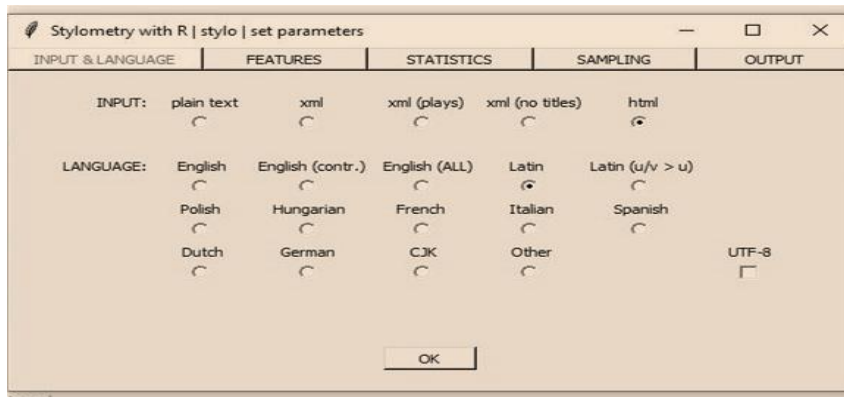 Stylometry with R | stylo | set parameters
INPUT & LANGUAGE FEATURES STATISTICS SAMPLING OUTPUT
INPUT: plain text xml xml (plays) xml (no titles) html
LANGUAGE: English English (contr.) English (ALL) Latin Latin (u/v > u)
Polish Hungarian French Italian Spanish
Dutch German CJK Other UTF-8
OK